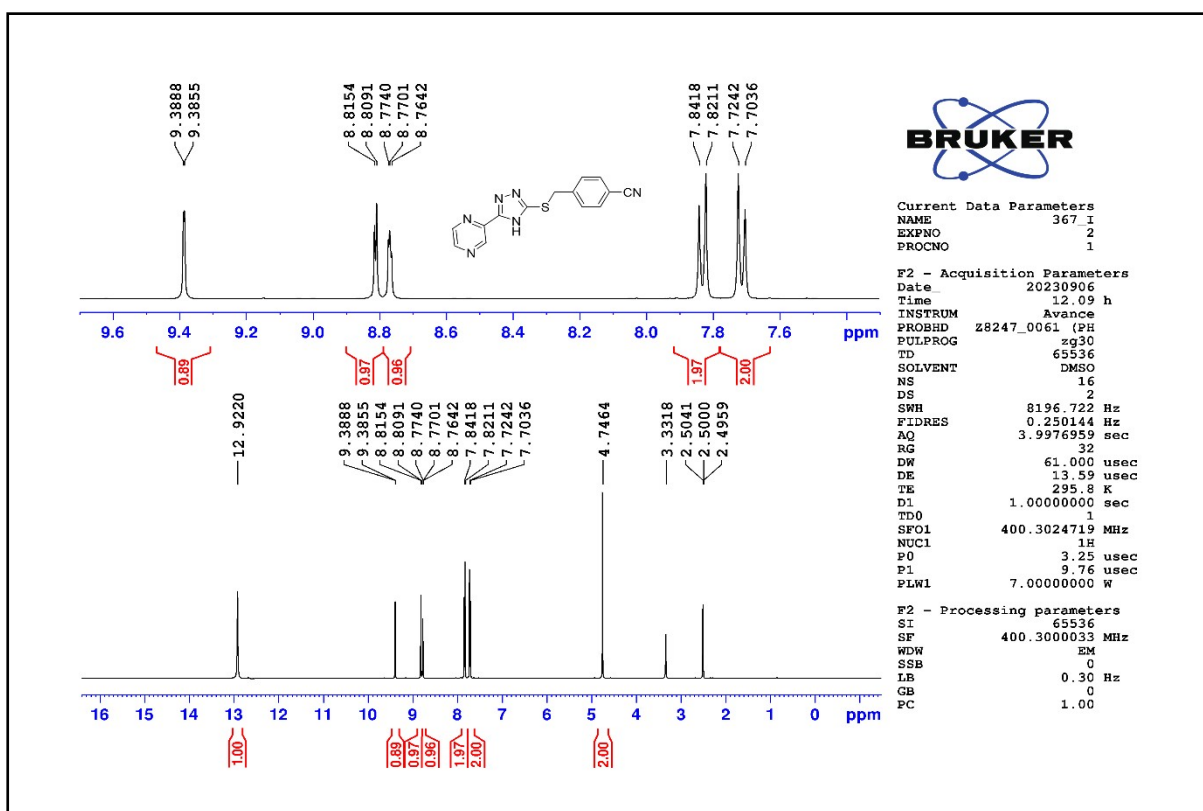 9.3888
9.3855
8.8154
8.8091
8.7740
8.7701
8.7642
7.8418
7.8211
7.7242
7.7036
N
N
N
N
N
H
S
CN
9.6 9.4 9.2 9.0 8.8 8.6 8.4 8.2 8.0 7.8 7.6 ppm
0.89
0.97
0.96
1.97
2.00
12.9220
9.3888
9.3855
8.8154
8.8091
8.7740
8.7701
8.7642
7.8418
7.8211
7.7242
7.7036
4.7464
3.3318
2.5041
2.5000
2.4959
16 15 14 13 12 11 10 9 8 7 6 5 4 3 2 1 0 ppm
1.00
0.89
0.97
0.96
1.97
2.00
2.00
BRUKER
Current Data Parameters
NAME 367_I
EXPNO 2
PROCNO 1
F2 - Acquisition Parameters
Date_ 20230906
Time 12.09 h
INSTRUM Avance
PROBHD Z8247_0061 (PH
PULPROG zg30
TD 65536
SOLVENT DMSO
NS 16
DS 2
SWH 8196.722 Hz
FIDRES 0.250144 Hz
AQ 3.9976959 sec
RG 32
DW 61.000 usec
DE 13.59 usec
TE 295.8 K
D1 1.00000000 sec
TD0 1
SFO1 400.3024719 MHz
NUC1 1H
P0 3.25 usec
P1 9.76 usec
PLW1 7.00000000 W
F2 - Processing parameters
SI 65536
SF 400.3000033 MHz
WDW EM
SSB 0
LB 0.30 Hz
GB 0
PC 1.00